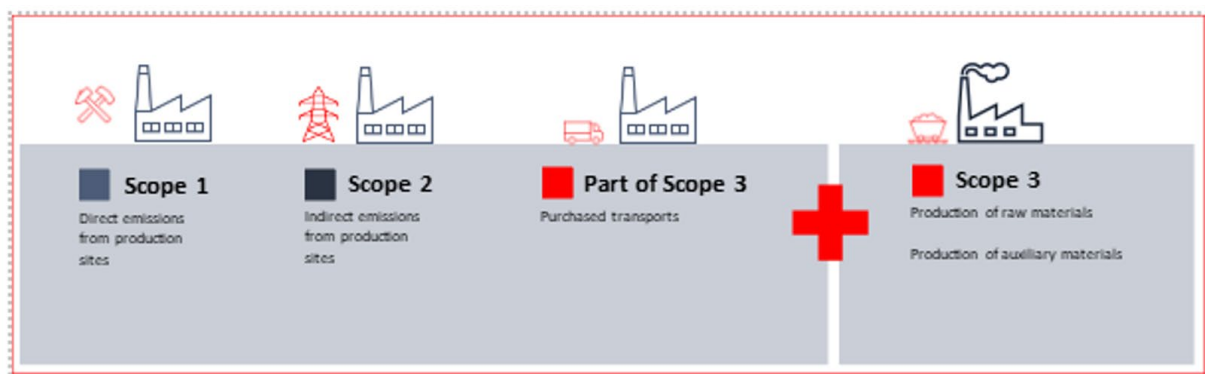 Scope 1
Direct emissions
from production
sites
Scope 2
Indirect emissions
from production
sites
Part of Scope 3
Purchased transports
Scope 3
Production of raw materials
Production of auxiliary materials